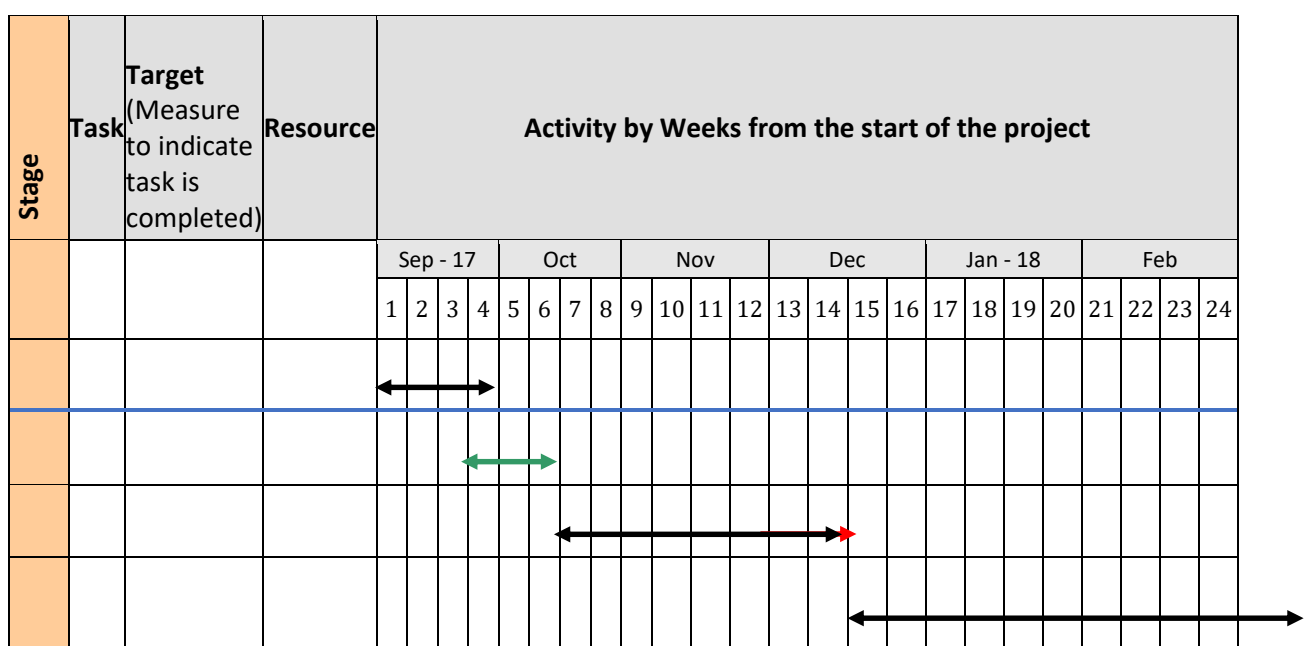 Stage
Task
Target
(Measure
to indicate
task is
completed)
Resource
Activity by Weeks from the start of the project
Sep - 17 Oct Nov Dec Jan - 18 Feb
1 2 3 4 5 6 7 8 9 10 11 12 13 14 15 16 17 18 19 20 21 22 23 24